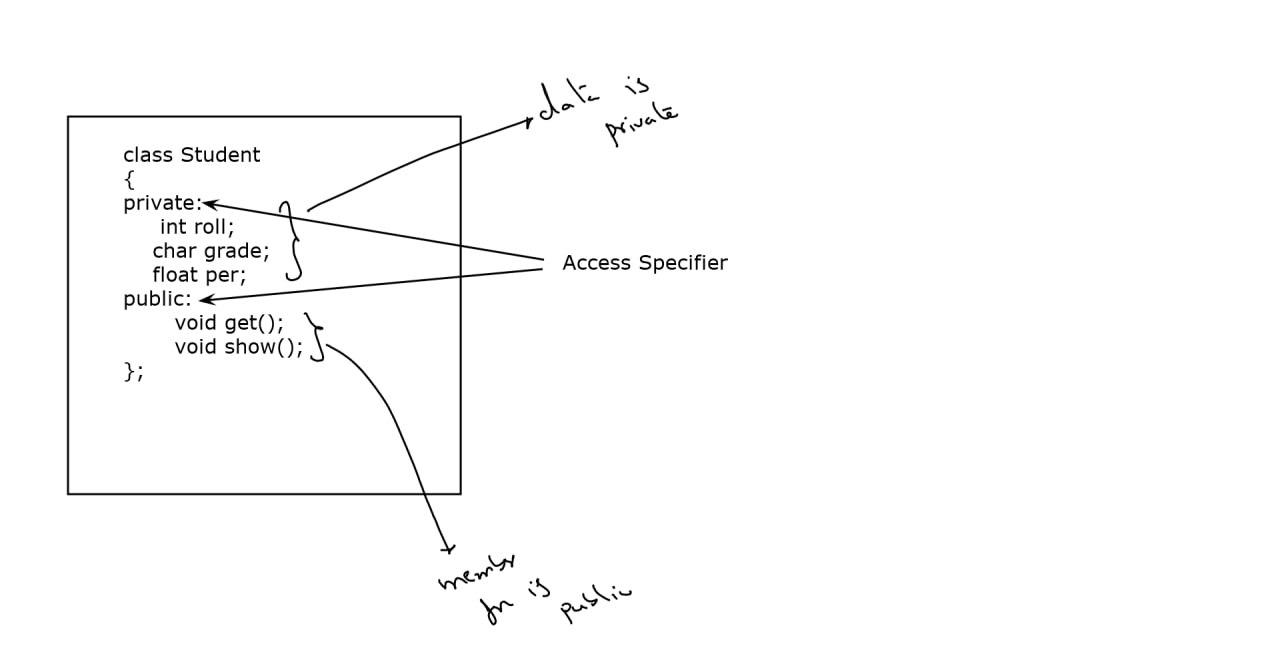 data is
private
class Student
{
private:
int roll;
char grade;
float per;
public:
void get();
void show();
};
Access Specifier
member
fn is
public